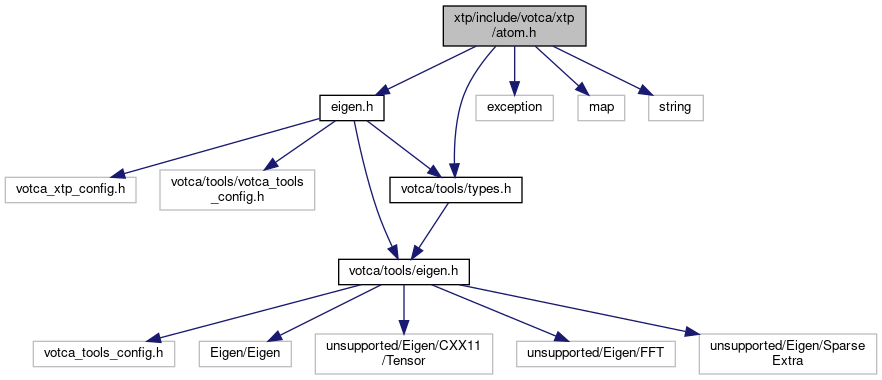 xtp/include/votca/xtp
/atom.h
eigen.h
exception
map
string
votca_xtp_config.h
votca/tools/votca_tools
_config.h
votca/tools/types.h
votca/tools/eigen.h
votca_tools_config.h
Eigen/Eigen
unsupported/Eigen/CXX11
/Tensor
unsupported/Eigen/FFT
unsupported/Eigen/Sparse
Extra